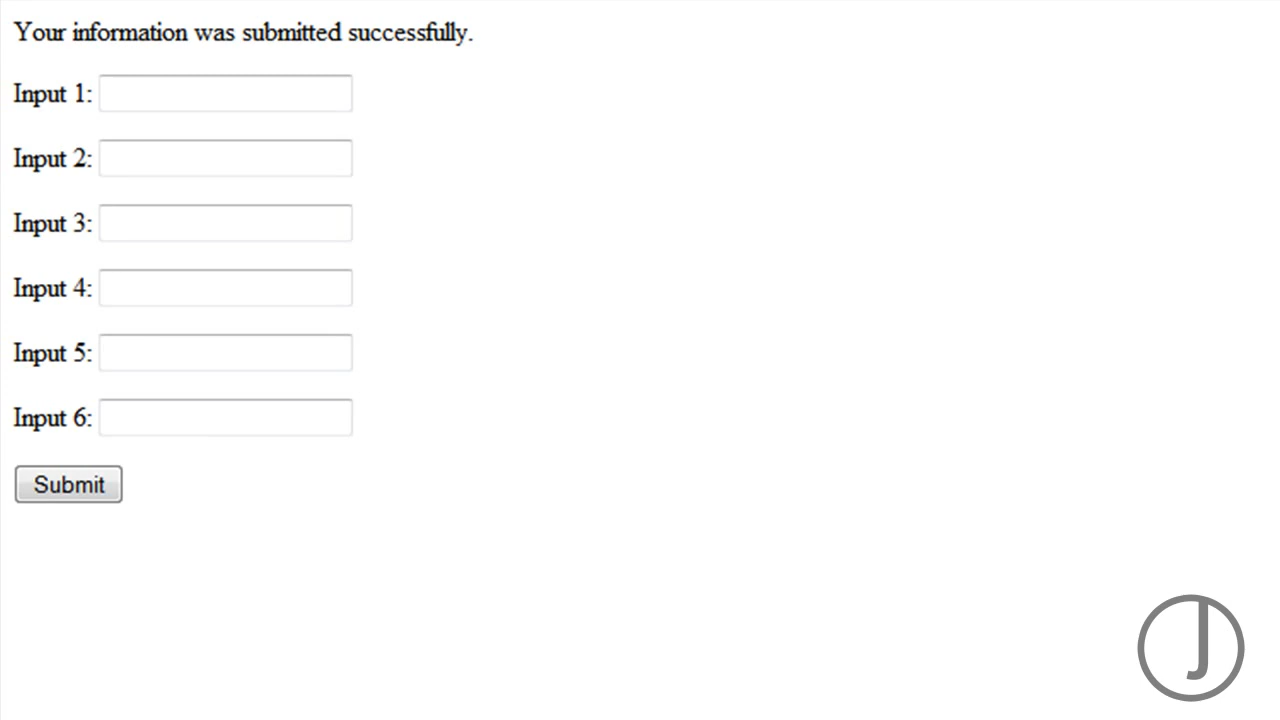 Your information was submitted successfully.
Input 1:
Input 2:
Input 3:
Input 4:
Input 5:
Input 6:
Submit
J